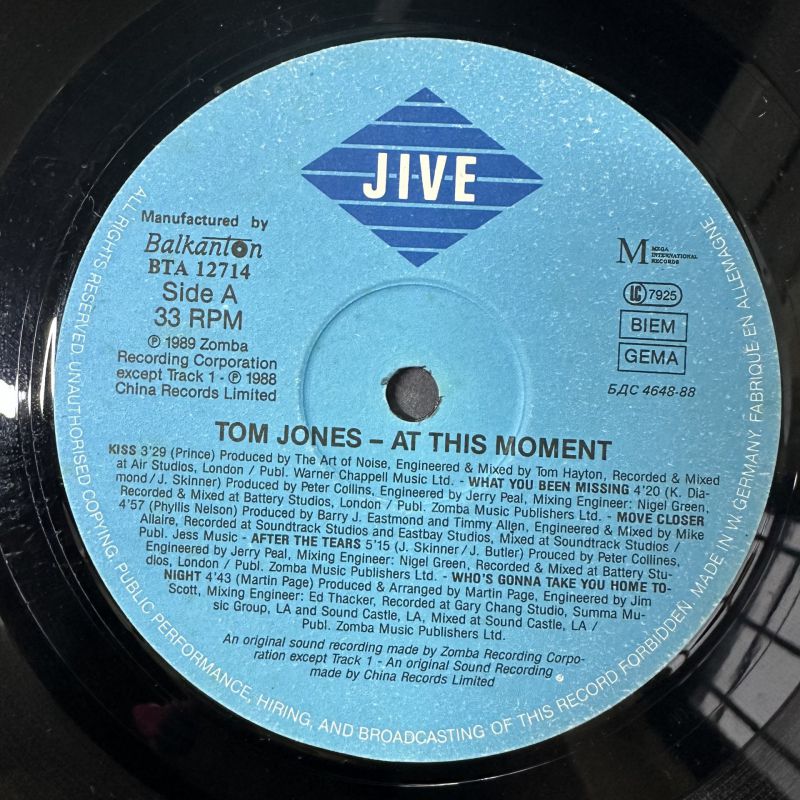 JIVE
Manufactured by
Balkanton
BTA 12714
Side A
33 RPM
℗ 1989 Zomba
Recording Corporation
except Track 1 - ℗ 1988
China Records Limited
M MEGA
INTERNATIONAL
RECORDS
LC 7925
BIEM
GEMA
БДС 4648-88
TOM JONES – AT THIS MOMENT
KISS 3'29 (Prince) Produced by The Art of Noise, Engineered & Mixed by Tom Hayton, Recorded & Mixed
at Air Studios, London / Publ. Warner Chappell Music Ltd. - WHAT YOU BEEN MISSING 4'20 (K. Dia-
mond/J. Skinner) Produced by Peter Collins, Engineered by Jerry Peal, Mixing Engineer: Nigel Green,
Recorded & Mixed at Battery Studios, London / Publ. Zomba Music Publishers Ltd. - MOVE CLOSER
4'57 (Phyllis Nelson) Produced by Barry J. Eastmond and Timmy Allen, Engineered & Mixed by Mike
Allaire, Recorded at Soundtrack Studios and Eastbay Studios, Mixed at Soundtrack Studios /
Publ. Jess Music - AFTER THE TEARS 5'15 (J. Skinner / J. Butler) Prouced by Peter Collines,
Engineered by Jerry Peal, Mixing Engineer: Nigel Green, Recorded & Mixed at Battery Stu-
dios, London / Publ. Zomba Music Publishers Ltd. - WHO'S GONNA TAKE YOU HOME TO-
NIGHT 4'43 (Martin Page) Produced & Arranged by Martin Page, Engineered by Jim
Scott, Mixing Engineer: Ed Thacker, Recorded at Gary Chang Studio, Summa Mu-
sic Group, LA and Sound Castle, LA, Mixed at Sound Castle, LA /
Publ. Zomba Music Publishers Ltd.
An original sound recording made by Zomba Recording Corpo-
ration except Track 1 - An original Sound Recording
made by China Records Limited
ALL RIGHTS RESERVED. UNAUTHORISED COPYING, PUBLIC PERFORMANCE, HIRING, AND BROADCASTING OF THIS RECORD FORBIDDEN. MADE IN W. GERMANY. FABRIQUE EN ALLEMAGNE